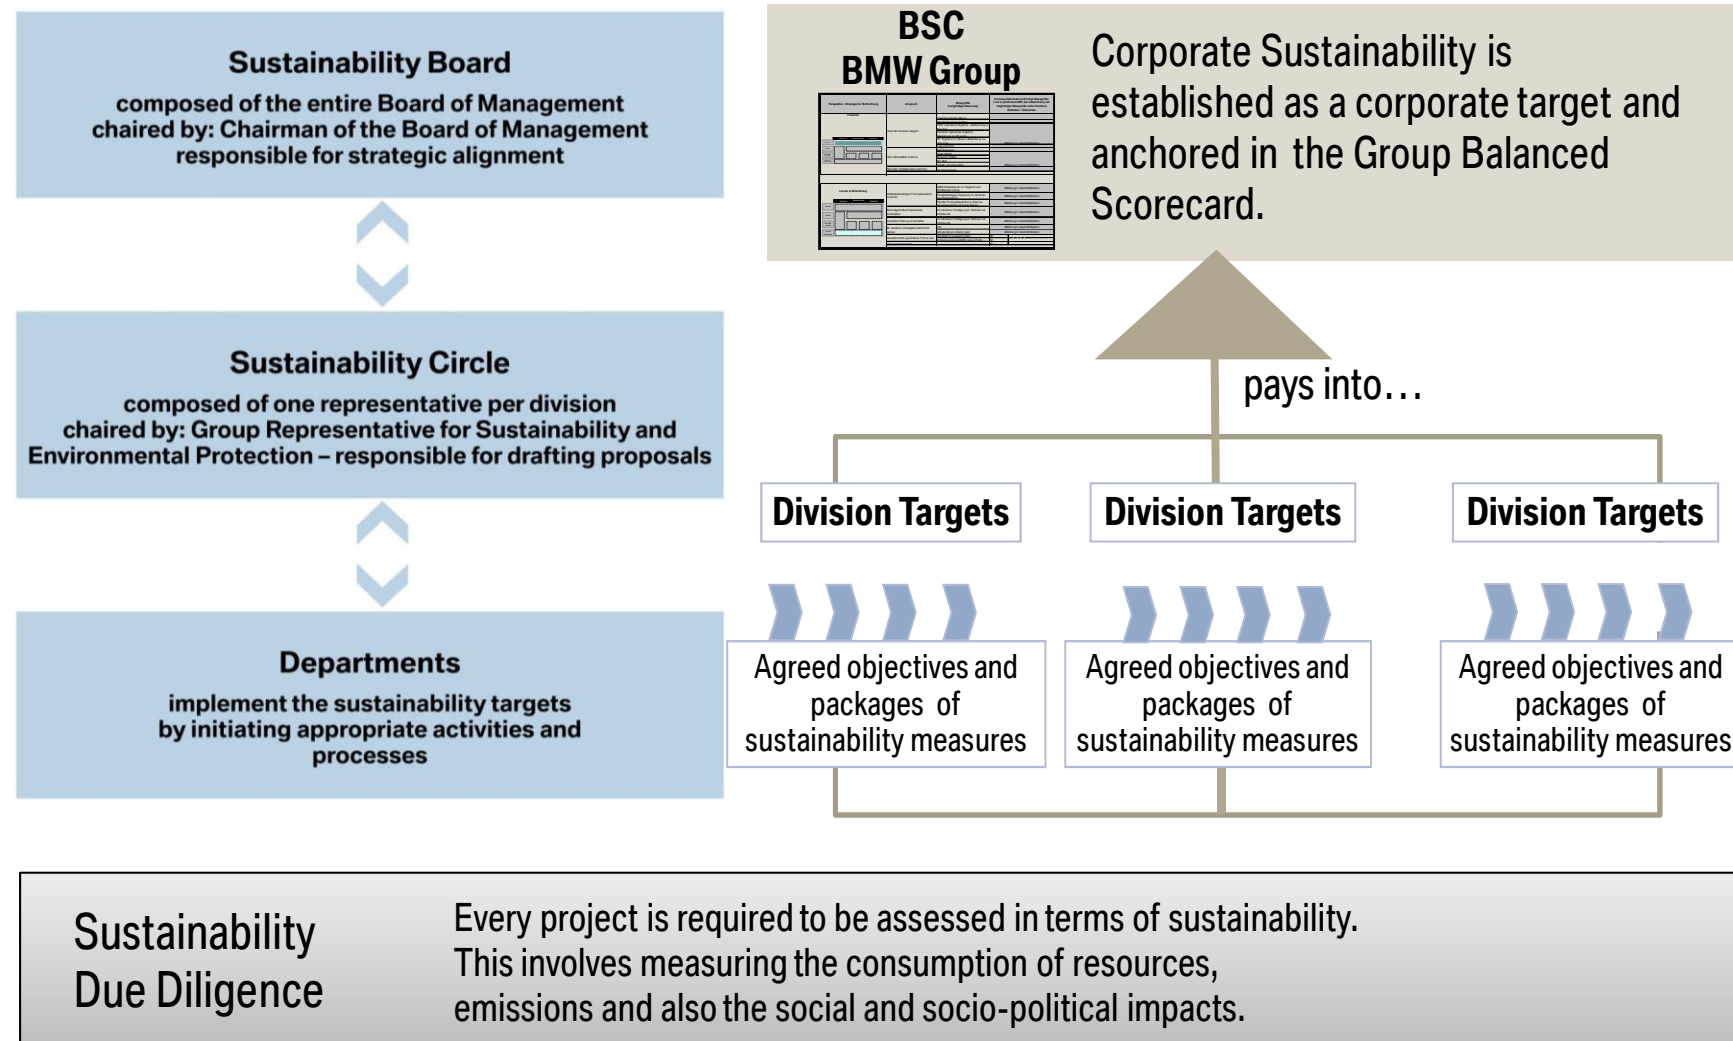 Sustainability Board
composed of the entire Board of Management
chaired by: Chairman of the Board of Management
responsible for strategic alignment
Sustainability Circle
composed of one representative per division
chaired by: Group Representative for Sustainability and
Environmental Protection – responsible for drafting proposals
Departments
implement the sustainability targets
by initiating appropriate activities and
processes
BSC
BMW Group
Corporate Sustainability is
established as a corporate target and
anchored in the Group Balanced
Scorecard.
pays into…
Division Targets
Division Targets
Division Targets
Agreed objectives and
packages of
sustainability measures
Agreed objectives and
packages of
sustainability measures
Agreed objectives and
packages of
sustainability measures
Sustainability
Due Diligence
Every project is required to be assessed in terms of sustainability.
This involves measuring the consumption of resources,
emissions and also the social and socio-political impacts.